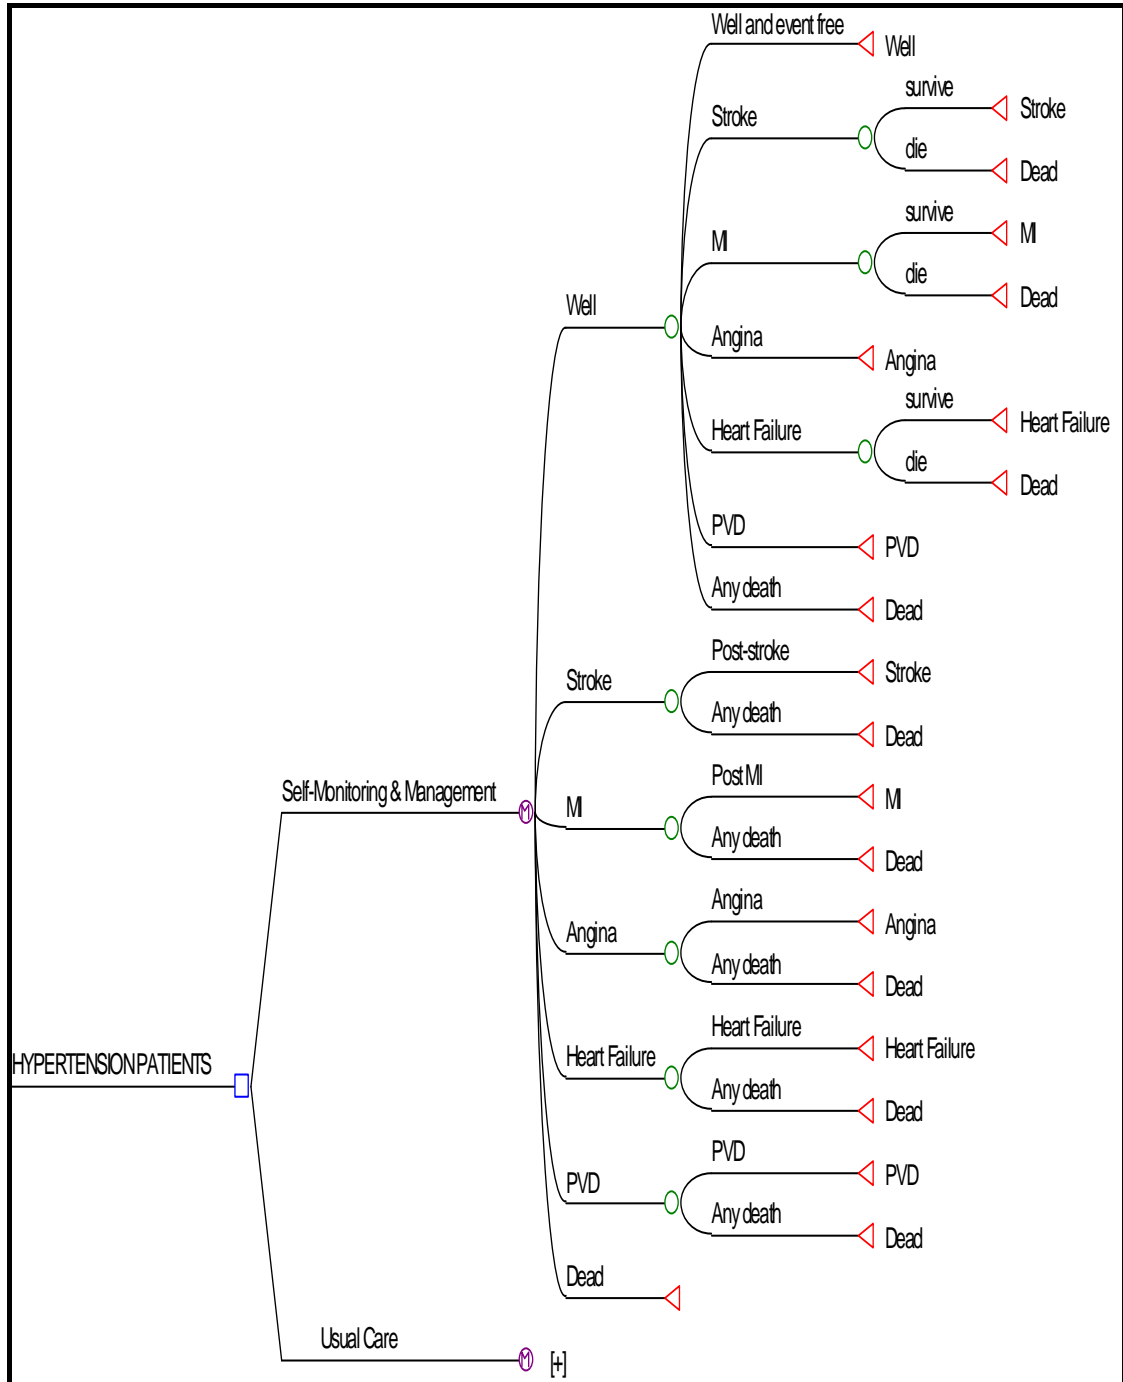 Well and event free
Well
survive
Stroke
Stroke
die
Dead
survive
MI
MI
die
Dead
Well
Angina
Angina
survive
Heart Failure
Heart Failure
die
Dead
PVD
PVD
Any death
Dead
Post-stroke
Stroke
Stroke
Any death
Dead
Post MI
MI
Self-Monitoring & Management
M
MI
Any death
Dead
Angina
Angina
Angina
Any death
Dead
Heart Failure
Heart Failure
Heart Failure
HYPERTENSION PATIENTS
Any death
Dead
PVD
PVD
PVD
Any death
Dead
Dead
Usual Care
M
[+]